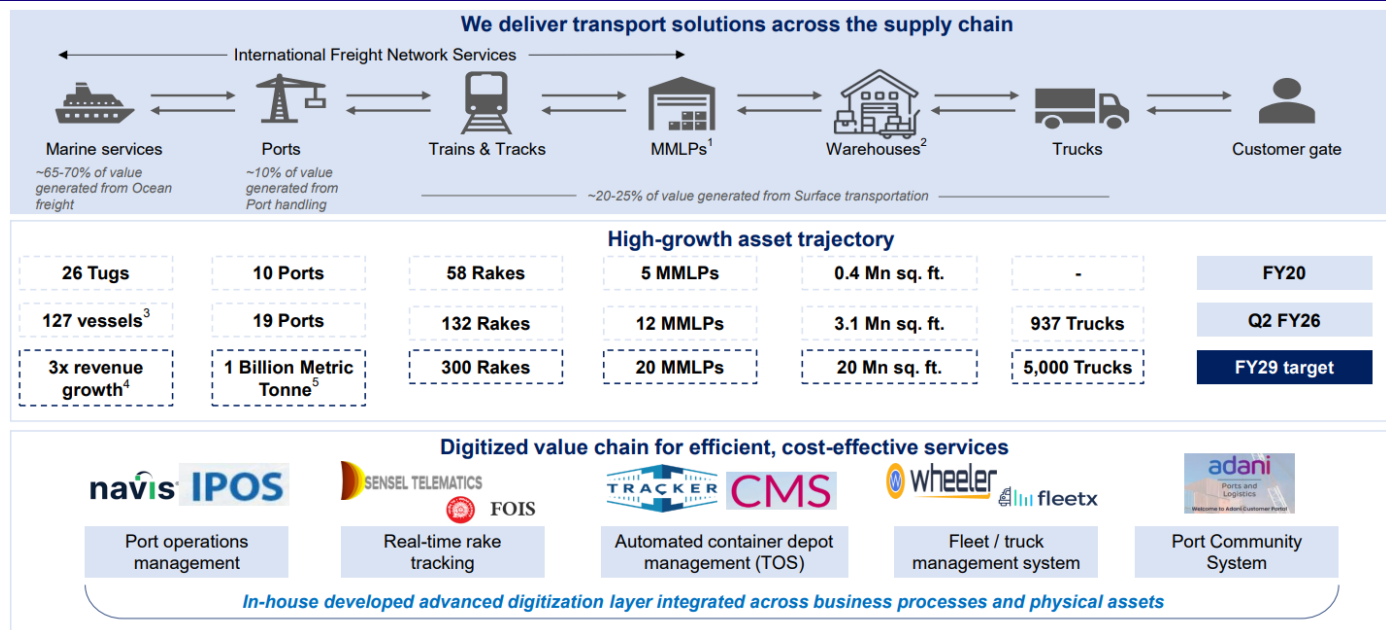 We deliver transport solutions across the supply chain
International Freight Network Services
Marine services
Ports
Trains & Tracks
MMLPs1
Warehouses2
Trucks
Customer gate
~65-70% of value
generated from Ocean
freight
~10% of value
generated from
Port handling
~20-25% of value generated from Surface transportation
High-growth asset trajectory
26 Tugs
10 Ports
58 Rakes
5 MMLPs
0.4 Mn sq. ft.
-
FY20
127 vessels3
19 Ports
132 Rakes
12 MMLPs
3.1 Mn sq. ft.
937 Trucks
Q2 FY26
3x revenue
growth4
1 Billion Metric
Tonne5
300 Rakes
20 MMLPs
20 Mn sq. ft.
5,000 Trucks
FY29 target
Digitized value chain for efficient, cost-effective services
navis
IPOS
SENSEL TELEMATICS
FOIS
TRACKER
CMS
wheeler
fleetx
adani
Ports and
Logistics
Welcome to Adani Customer Portal
Port operations
management
Real-time rake
tracking
Automated container depot
management (TOS)
Fleet / truck
management system
Port Community
System
In-house developed advanced digitization layer integrated across business processes and physical assets